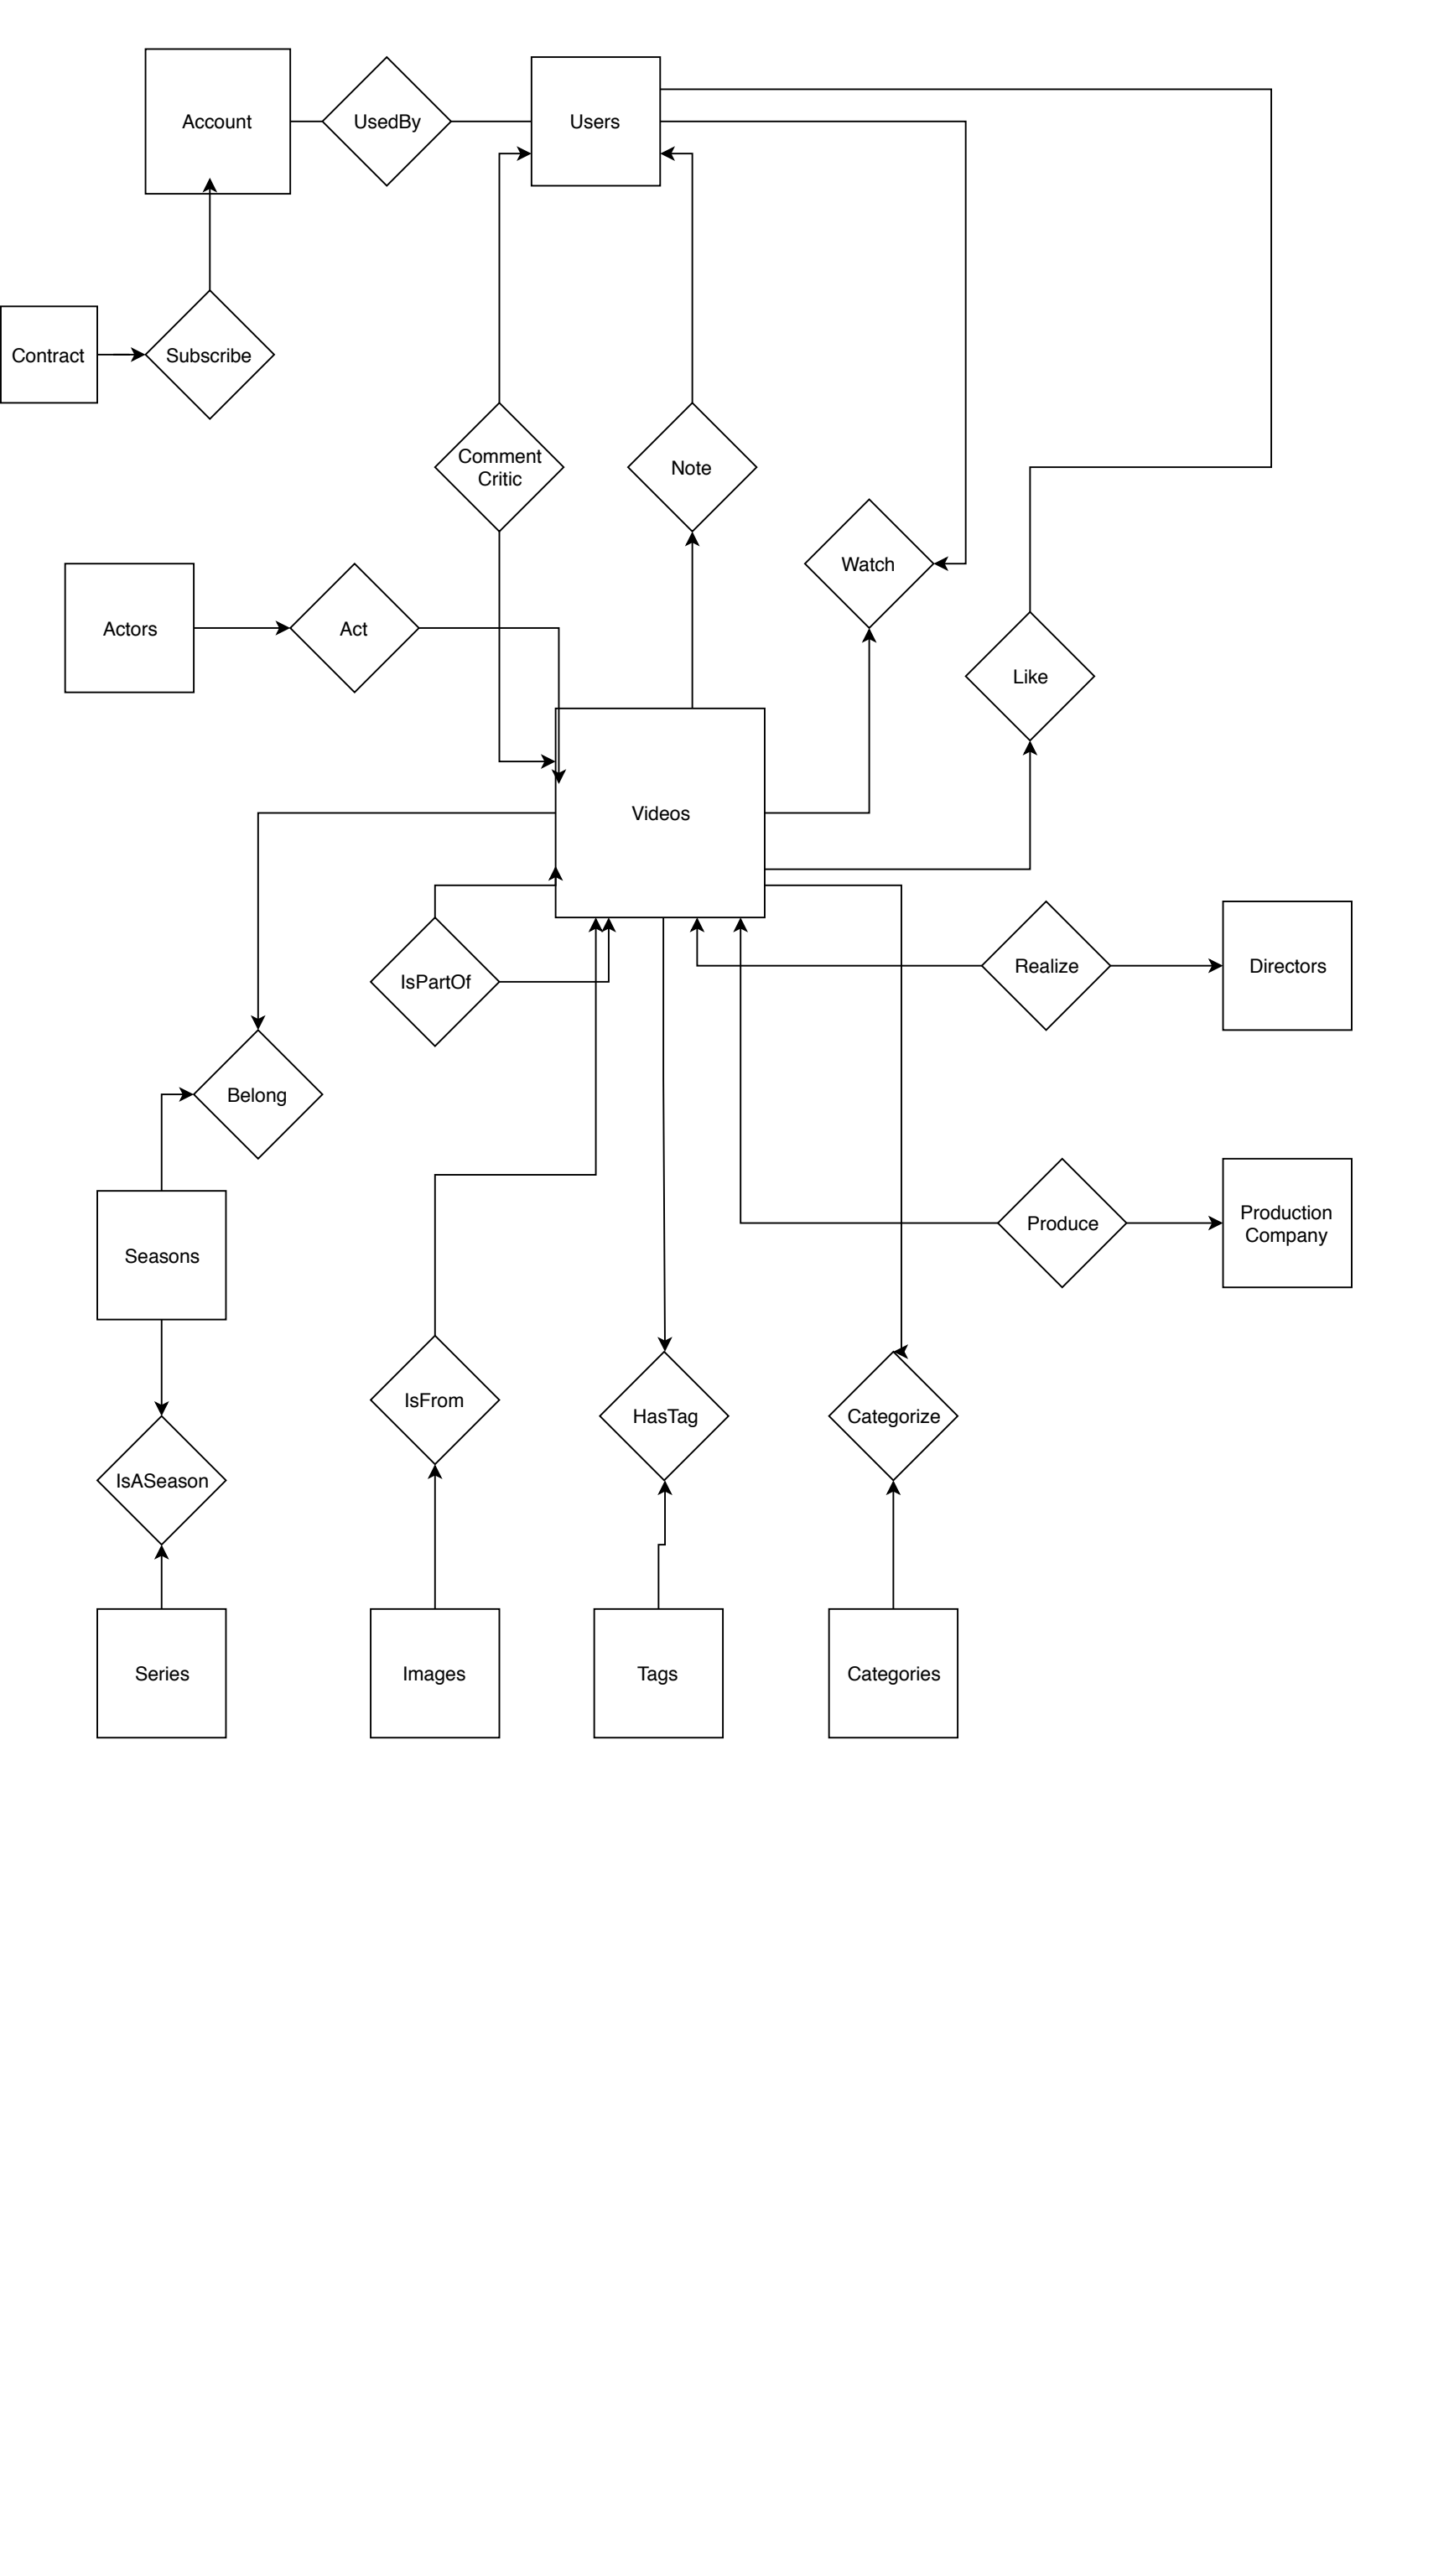 Account
UsedBy
Users
Contract
Subscribe
Comment
Critic
Note
Watch
Actors
Act
Like
Videos
IsPartOf
Realize
Directors
Belong
Produce
Production
Company
Seasons
IsFrom
HasTag
Categorize
IsASeason
Series
Images
Tags
Categories